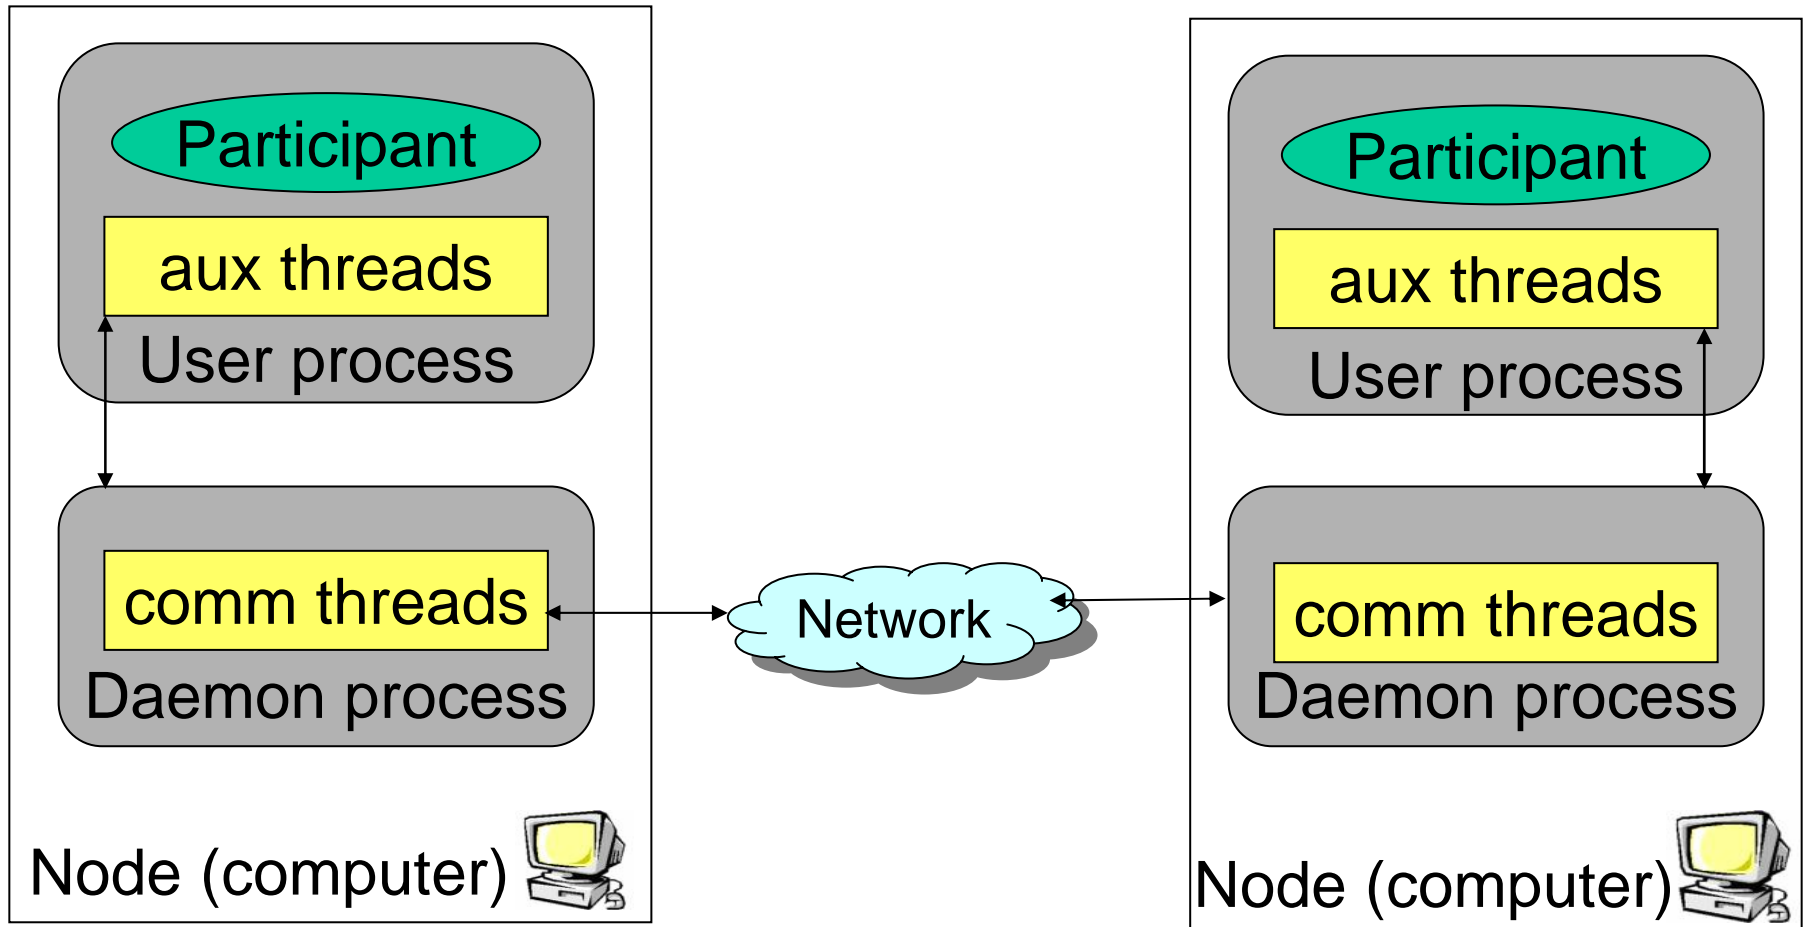 Participant
aux threads
User process
comm threads
Daemon process
Node (computer)
Network
Participant
aux threads
User process
comm threads
Daemon process
Node (computer)